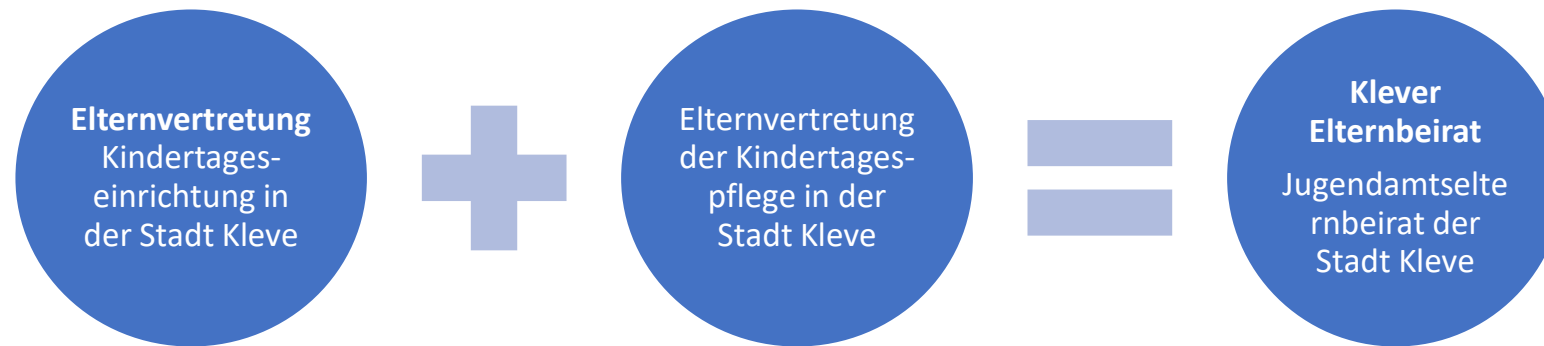 Elternvertretung
Kindertages-
einrichtung in
der Stadt Kleve
Elternvertretung
der Kindertages-
pflege in der
Stadt Kleve
Klever
Elternbeirat
Jugendamtselte
rnbeirat der
Stadt Kleve